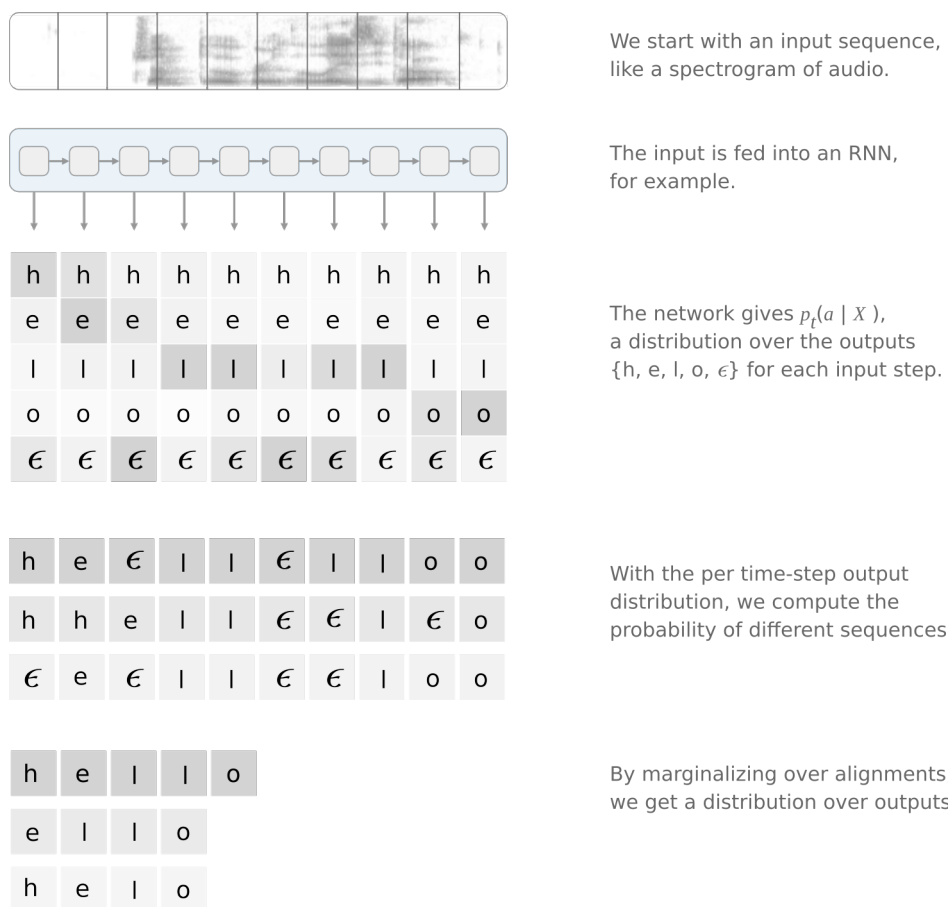 We start with an input sequence,
like a spectrogram of audio.
The input is fed into an RNN,
for example.
h h h h h h h h h h
e e e e e e e e e e
l l l l l l l l l l
o o o o o o o o o o
ϵ ϵ ϵ ϵ ϵ ϵ ϵ ϵ ϵ ϵ
The network gives pₜ(a | X ),
a distribution over the outputs
{h, e, l, o, ϵ} for each input step.
h e ϵ l l ϵ l l o o
h h e l l ϵ ϵ l ϵ o
ϵ e ϵ l l ϵ ϵ l o o
With the per time-step output
distribution, we compute the
probability of different sequences
h e l l o
e l l o
h e l o
By marginalizing over alignments
we get a distribution over outputs